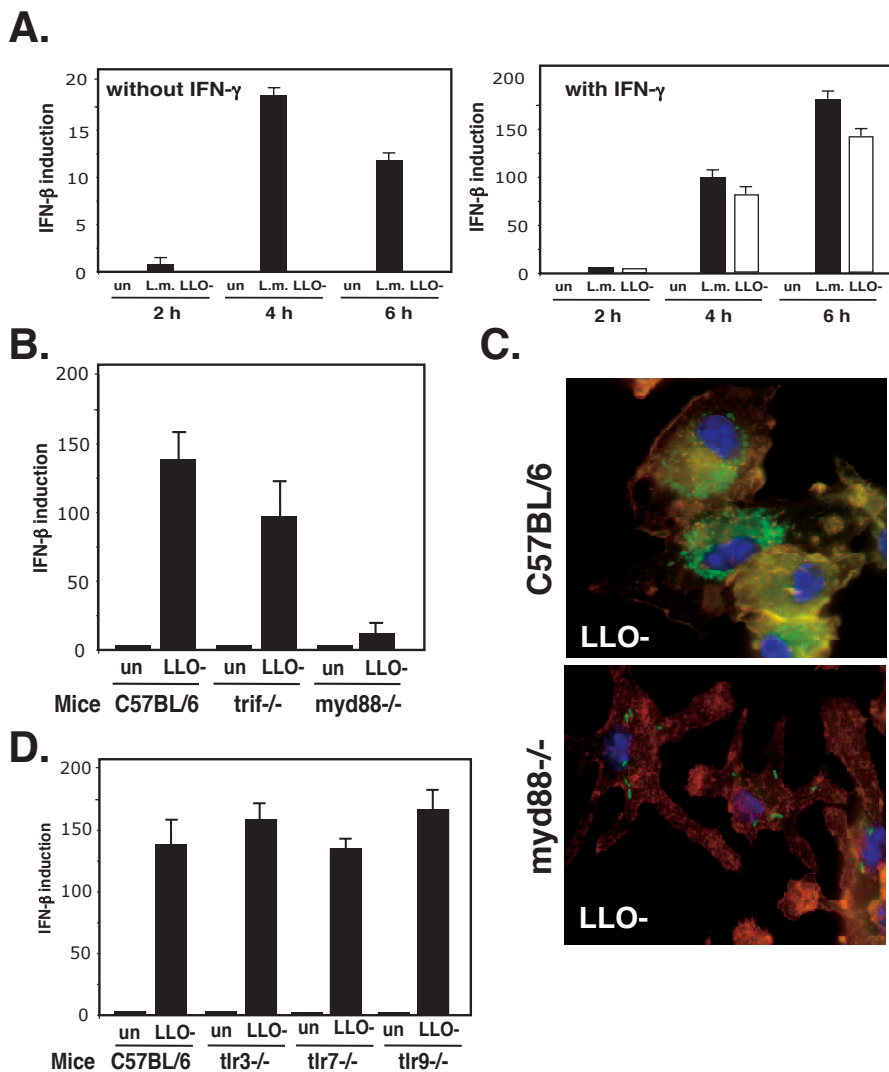 A.
without IFN-γ
IFN-β induction
20
15
10
5
0
un L.m. LLO- un L.m. LLO- un L.m. LLO-
2 h 4 h 6 h
with IFN-γ
IFN-β induction
200
150
100
50
0
un L.m. LLO- un L.m. LLO- un L.m. LLO-
2 h 4 h 6 h
B.
IFN-β induction
200
150
100
50
0
un LLO- un LLO- un LLO-
Mice C57BL/6 trif-/- myd88-/-
C.
C57BL/6
LLO-
myd88-/-
LLO-
D.
IFN-β induction
200
150
100
50
0
un LLO- un LLO- un LLO- un LLO-
Mice C57BL/6 tlr3-/- tlr7-/- tlr9-/-